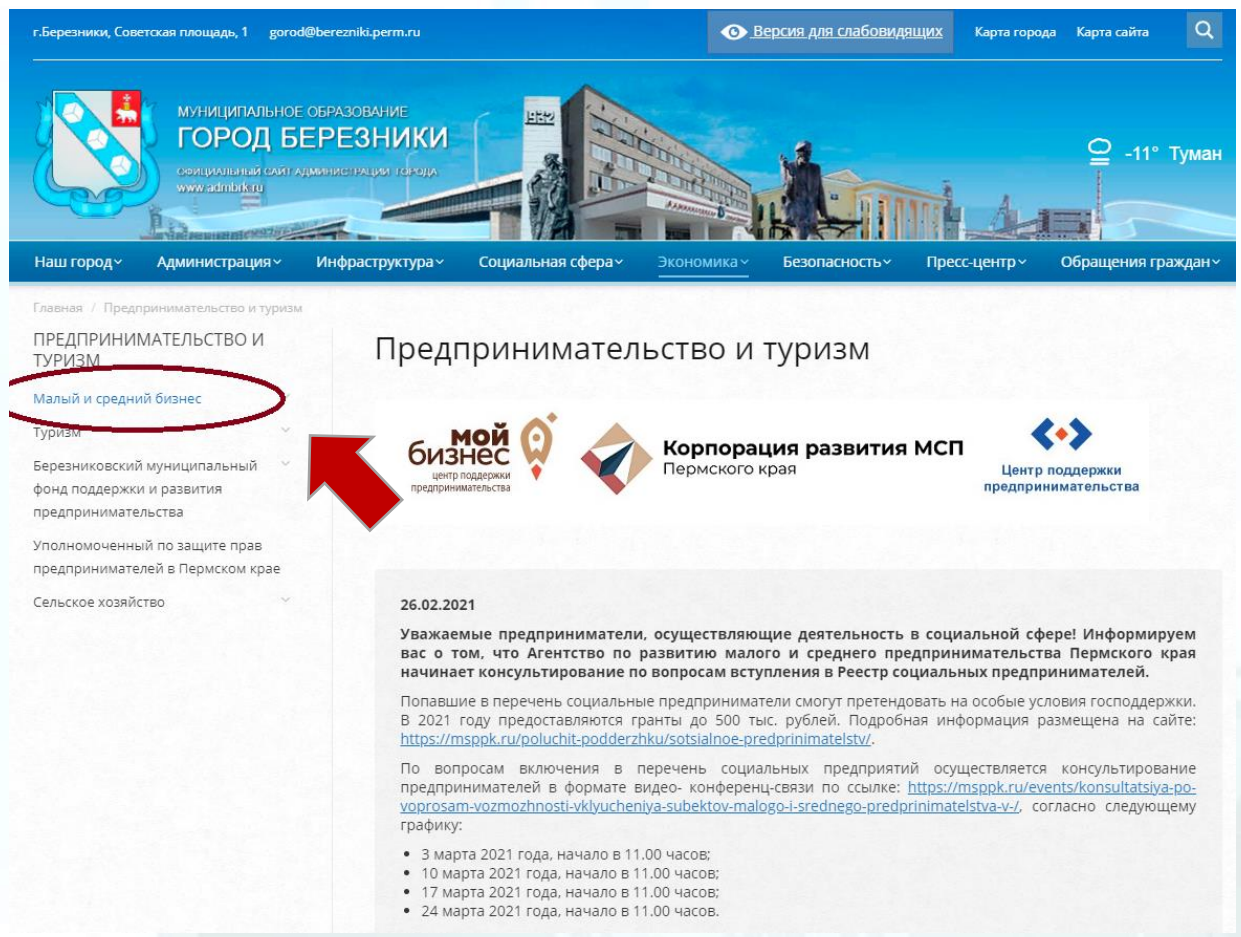 г.Березники, Советская площадь, 1 gorod@berezniki.perm.ru Версия для слабовидящих Карта города Карта сайта
МУНИЦИПАЛЬНОЕ ОБРАЗОВАНИЕ
ГОРОД БЕРЕЗНИКИ
ОФИЦИАЛЬНЫЙ САЙТ АДМИНИСТРАЦИИ ГОРОДА
www.admbrk.ru
1932
-11° Туман
Наш город Администрация Инфраструктура Социальная сфера Экономика Безопасность Пресс-центр Обращения граждан
Главная / Предпринимательство и туризм
ПРЕДПРИНИМАТЕЛЬСТВО И
ТУРИЗМ
Малый и средний бизнес
Туризм
Березниковский муниципальный
фонд поддержки и развития
предпринимательства
Уполномоченный по защите прав
предпринимателей в Пермском крае
Сельское хозяйство
Предпринимательство и туризм
мой
бизнес
центр поддержки
предпринимательства
Корпорация развития МСП
Пермского края
Центр поддержки
предпринимательства
26.02.2021
Уважаемые предприниматели, осуществляющие деятельность в социальной сфере! Информируем
вас о том, что Агентство по развитию малого и среднего предпринимательства Пермского края
начинает консультирование по вопросам вступления в Реестр социальных предпринимателей.
Попавшие в перечень социальные предприниматели смогут претендовать на особые условия господдержки.
В 2021 году предоставляются гранты до 500 тыс. рублей. Подробная информация размещена на сайте:
https://msppk.ru/poluchit-podderzhku/sotsialnoe-predprinimatelstv/.
По вопросам включения в перечень социальных предприятий осуществляется консультирование
предпринимателей в формате видео- конференц-связи по ссылке: https://msppk.ru/events/konsultatsiya-po-
voprosam-vozmozhnosti-vklyucheniya-subektov-malogo-i-srednego-predprinimatelstva-v-/, согласно следующему
графику:
• 3 марта 2021 года, начало в 11.00 часов;
• 10 марта 2021 года, начало в 11.00 часов;
• 17 марта 2021 года, начало в 11.00 часов;
• 24 марта 2021 года, начало в 11.00 часов.